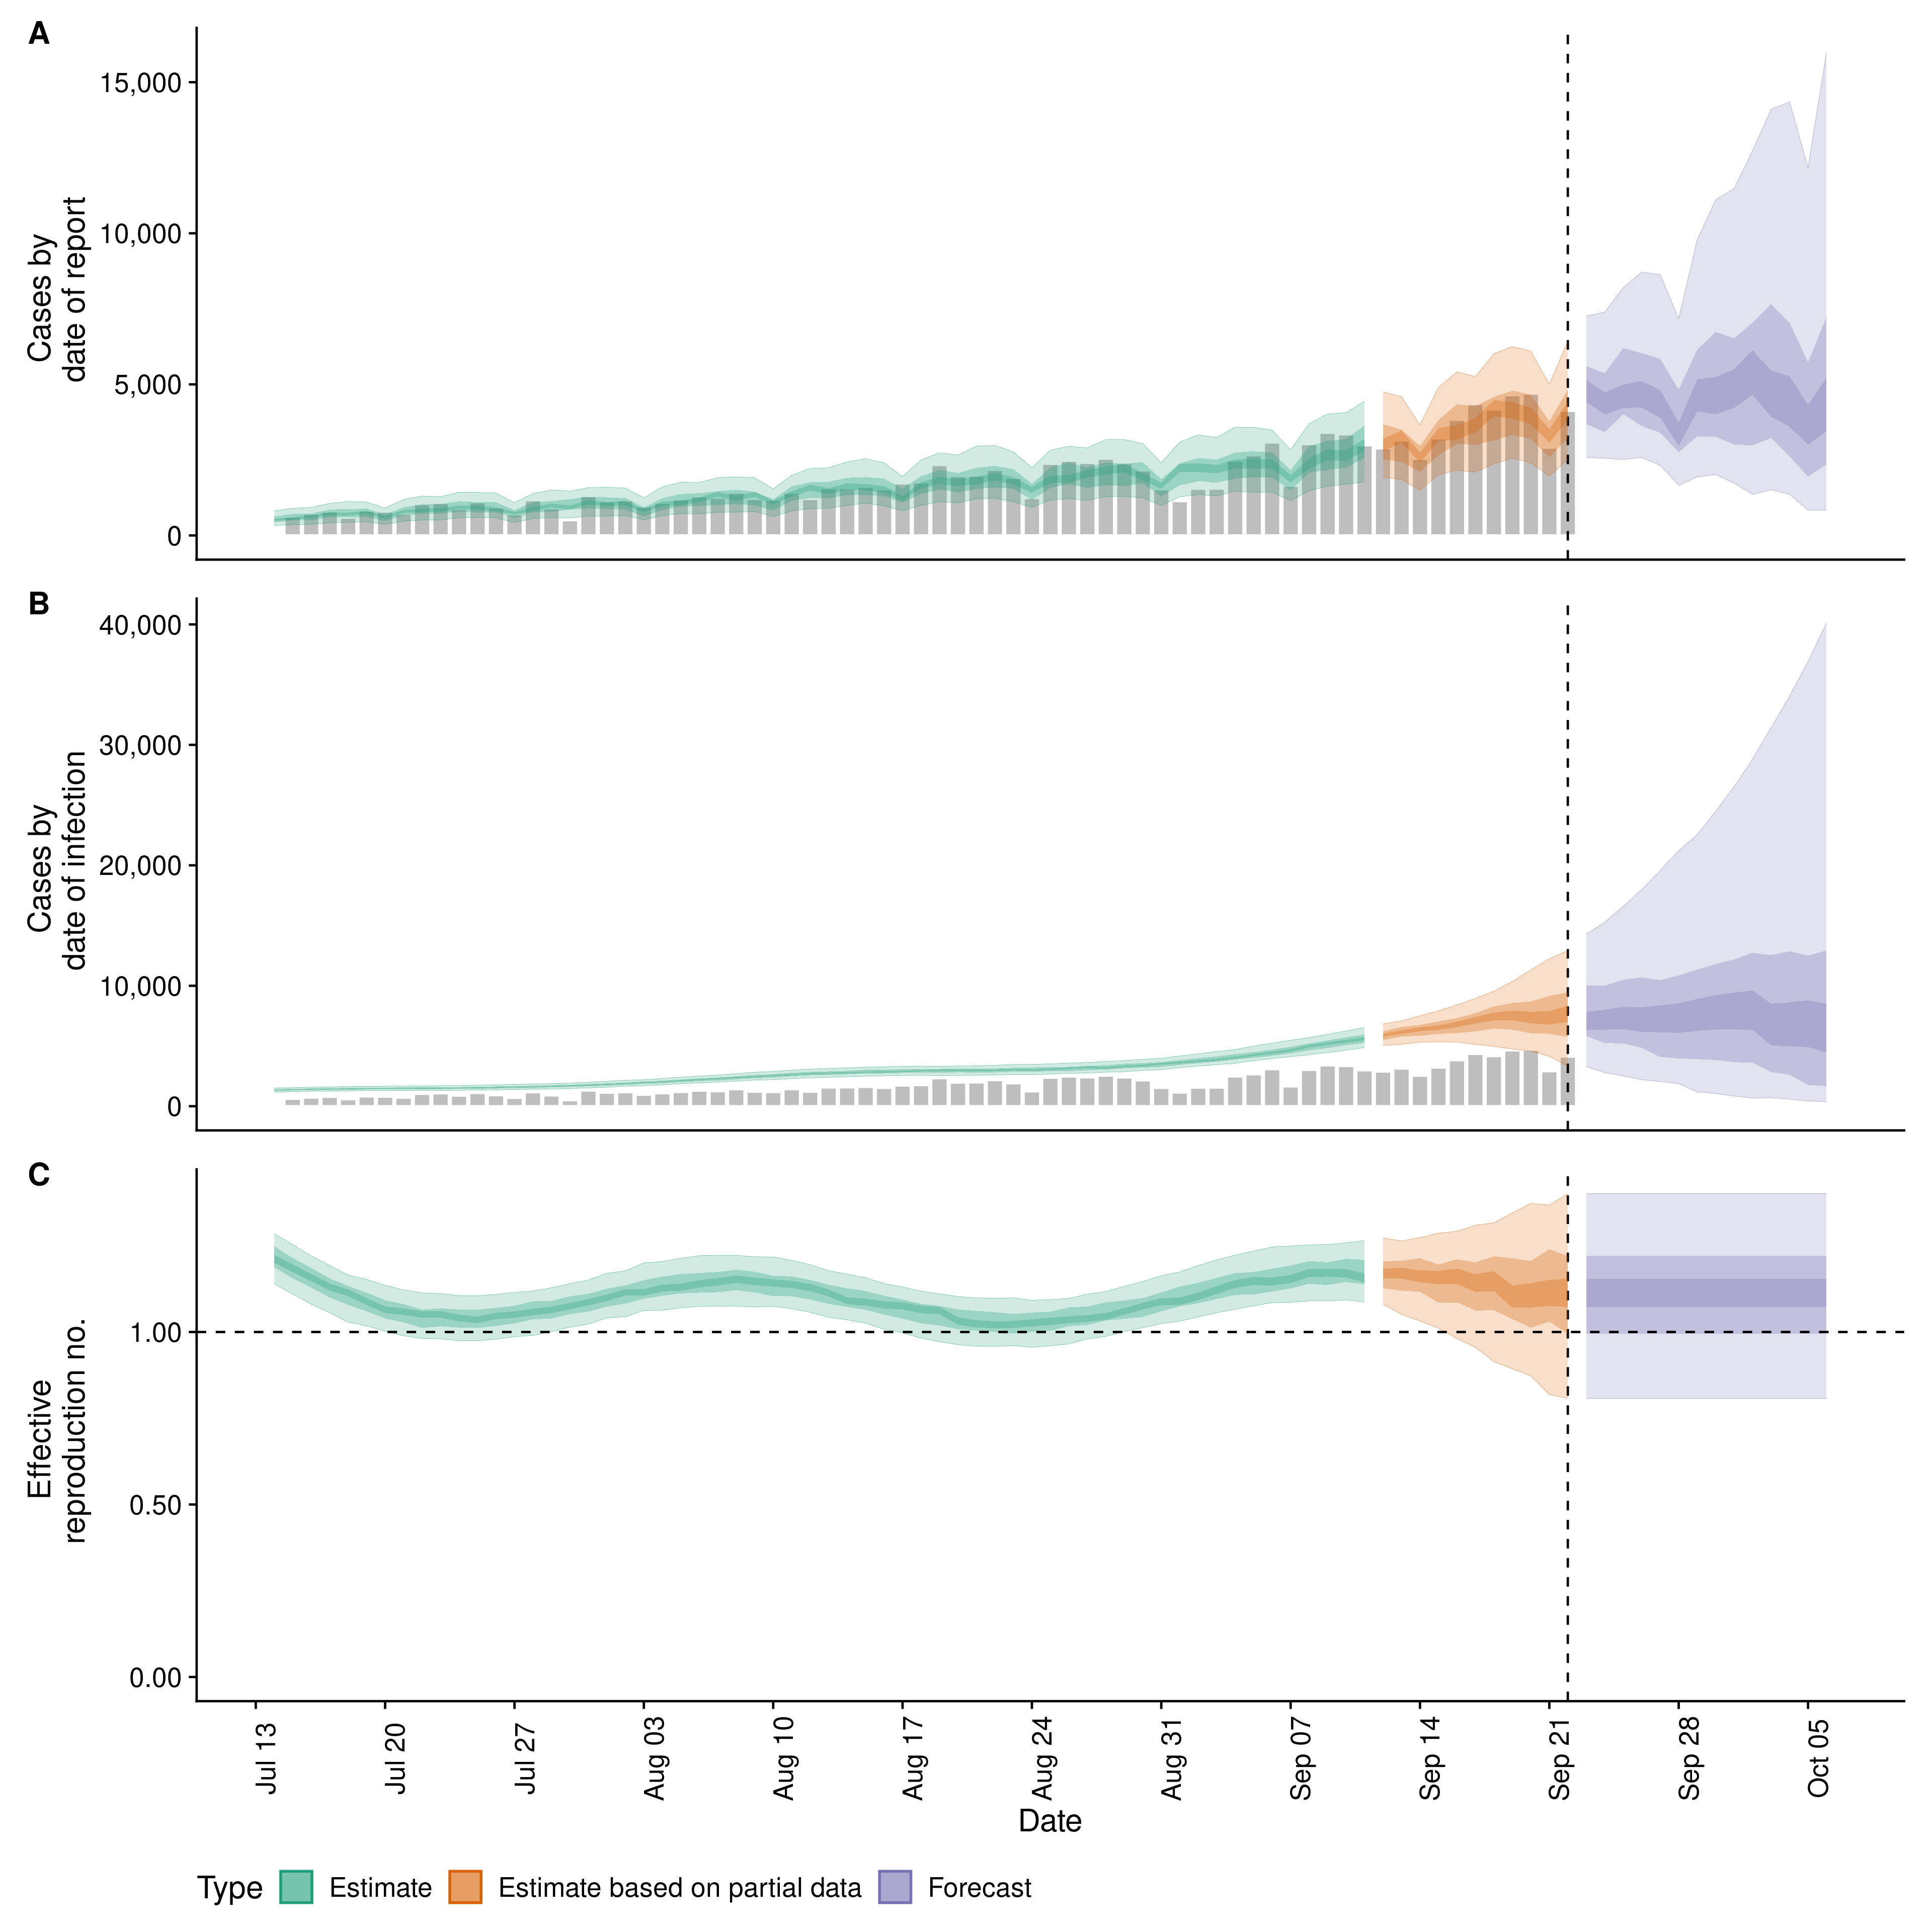 A
15,000
10,000
5,000
0
Cases by
date of report
B
40,000
30,000
20,000
10,000
0
Cases by
date of infection
C
1.00
0.50
0.00
Effective
reproduction no.
Jul 13
Jul 20
Jul 27
Aug 03
Aug 10
Aug 17
Aug 24
Aug 31
Sep 07
Sep 14
Sep 21
Sep 28
Oct 05
Date
Type
Estimate
Estimate based on partial data
Forecast